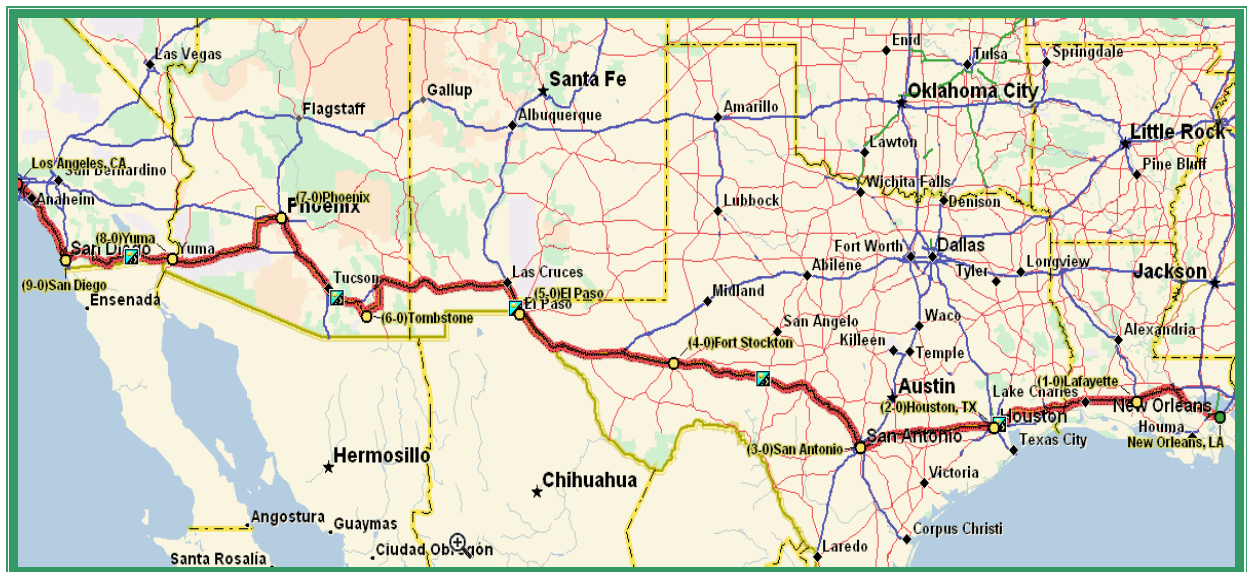 Las Vegas
Santa Fe
Enid
Tulsa
Springdale
Gallup
Flagstaff
Albuquerque
Amarillo
Oklahoma City
Little Rock
Lawton
Pine Bluff
Los Angeles, CA
San Bernardino
Anaheim
(7-0)Phoenix
Phoenix
Wichita Falls
Lubbock
Denison
(8-0)Yuma
San Diego
Yuma
Fort Worth
Dallas
Abilene
Tyler
Longview
Jackson
Tucson
Las Cruces
(9-0)San Diego
Ensenada
(5-0)El Paso
El Paso
Midland
(6-0)Tombstone
San Angelo
Waco
Alexandria
(4-0)Fort Stockton
Killeen
Temple
Austin
(1-0)Lafayette
Lake Charles
(2-0)Houston, TX
Houston
New Orleans
Houma
New Orleans, LA
San Antonio
(3-0)San Antonio
Texas City
Hermosillo
Chihuahua
Victoria
Angostura
Guaymas
Corpus Christi
Santa Rosalía
Ciudad Obregón
Laredo